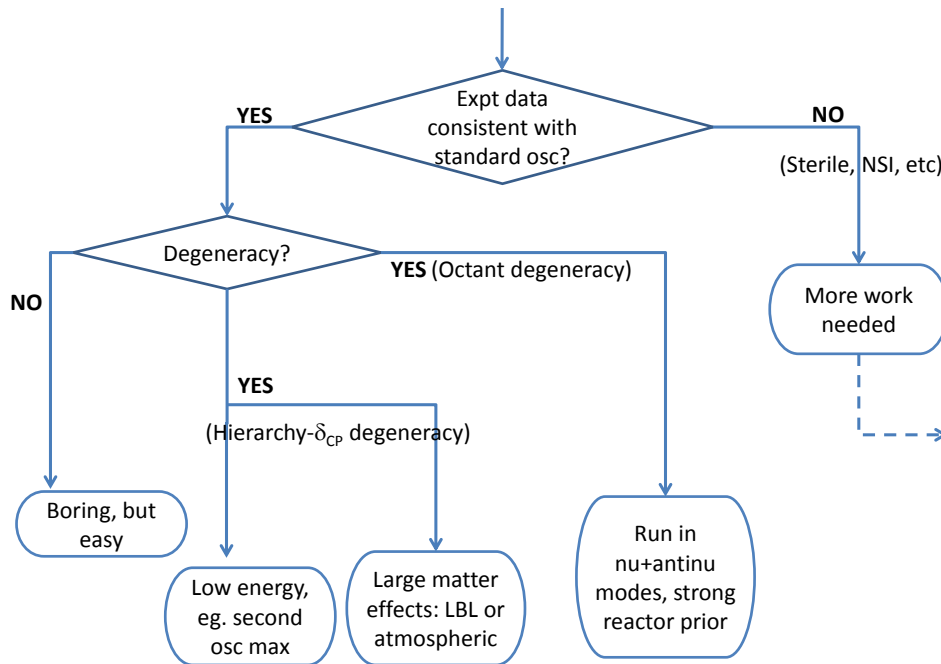 Expt data
consistent with
standard osc?
YES
NO
(Sterile, NSI, etc)
Degeneracy?
YES (Octant degeneracy)
NO
More work
needed
YES
(Hierarchy-δCP degeneracy)
Boring, but
easy
Low energy,
eg. second
osc max
Large matter
effects: LBL or
atmospheric
Run in
nu+antinu
modes, strong
reactor prior